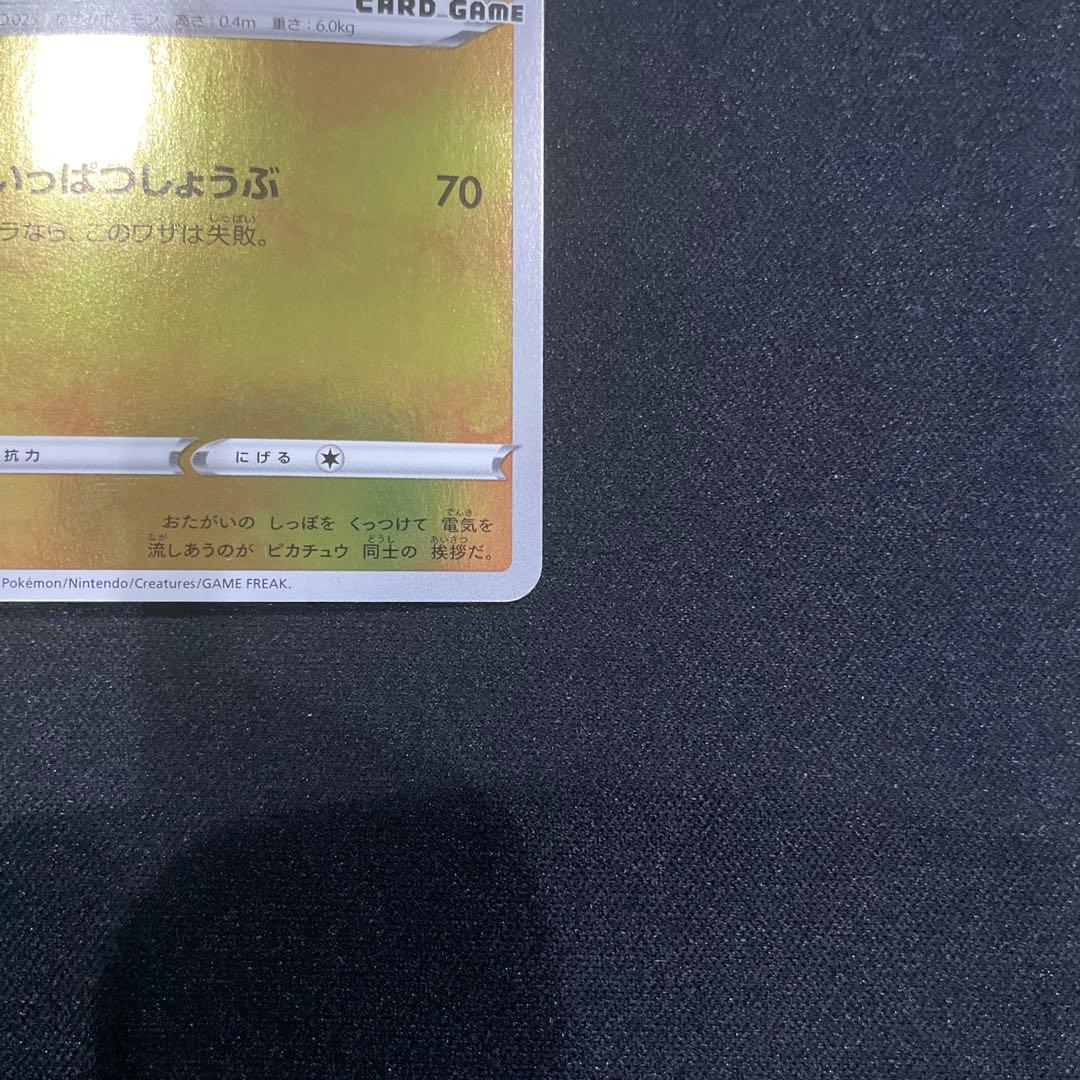 CARD GAME
高さ：0.4m 重さ：6.0kg
いっぱつしょうぶ 70
ラなら、このワザは失敗。
抗力
にげる
おたがいの しっぽを くっつけて 電気を
流しあうのが ピカチュウ 同士の 挨拶だ。
Pokémon/Nintendo/Creatures/GAME FREAK.